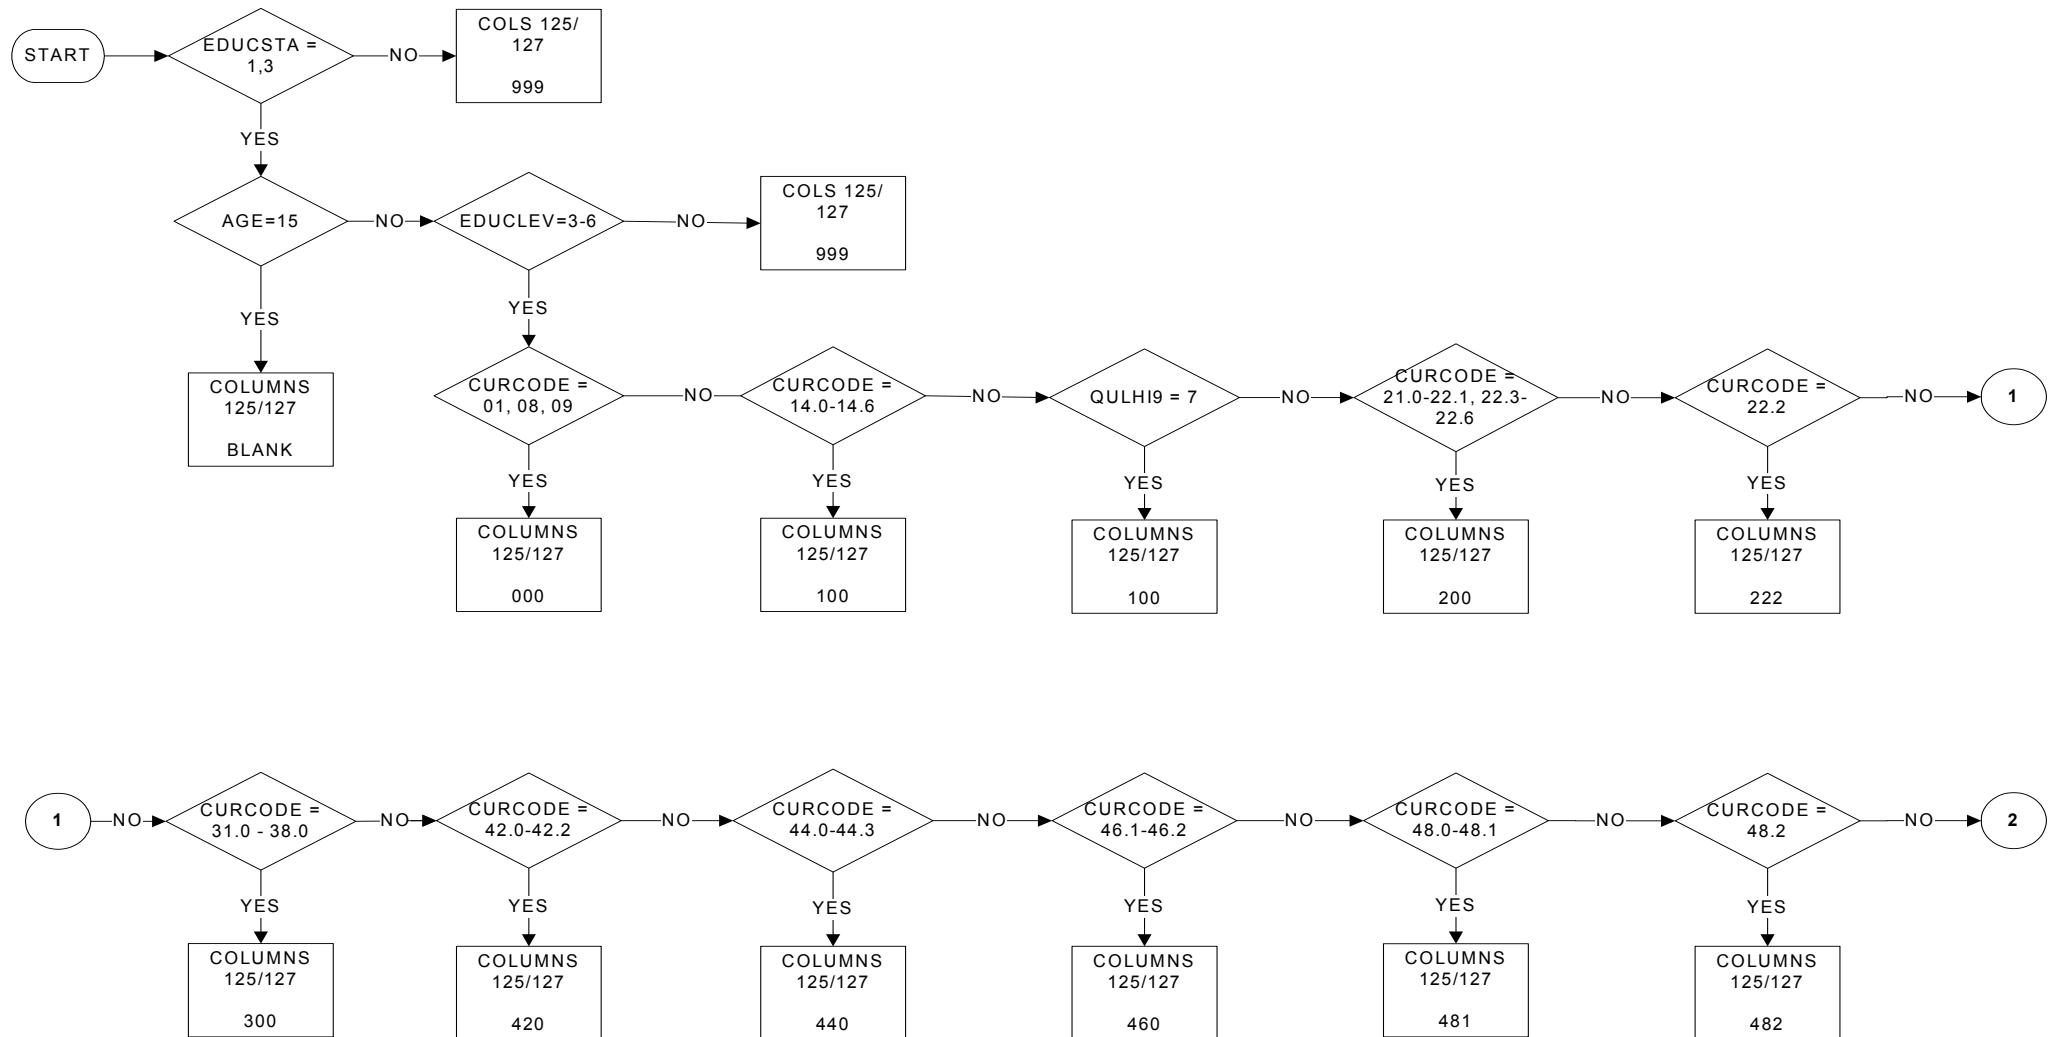 START
EDUCSTA =
1,3
NO
COLS 125/
127
999
YES
AGE=15
NO
EDUCLEV=3-6
NO
COLS 125/
127
999
YES
YES
COLUMNS
125/127
BLANK
CURCODE =
01, 08, 09
NO
CURCODE =
14.0-14.6
NO
QULHI9 = 7
NO
CURCODE =
21.0-22.1, 22.3-
22.6
NO
CURCODE =
22.2
NO
1
YES
YES
YES
YES
YES
COLUMNS
125/127
000
COLUMNS
125/127
100
COLUMNS
125/127
100
COLUMNS
125/127
200
COLUMNS
125/127
222
1
NO
CURCODE =
31.0 - 38.0
NO
CURCODE =
42.0-42.2
NO
CURCODE =
44.0-44.3
NO
CURCODE =
46.1-46.2
NO
CURCODE =
48.0-48.1
NO
CURCODE =
48.2
NO
2
YES
YES
YES
YES
YES
YES
COLUMNS
125/127
300
COLUMNS
125/127
420
COLUMNS
125/127
440
COLUMNS
125/127
460
COLUMNS
125/127
481
COLUMNS
125/127
482